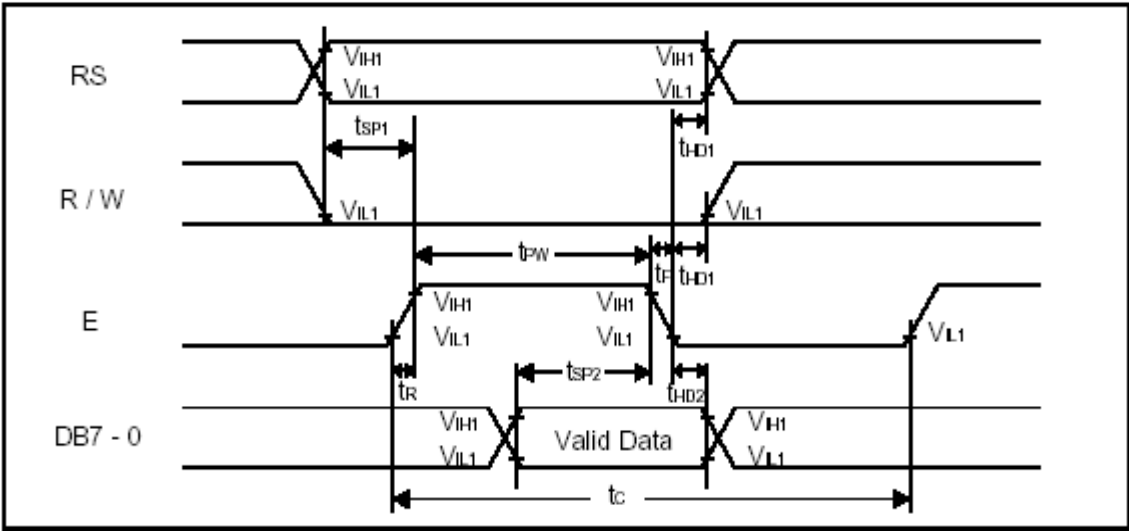 RS
VIH1
VIH1
VIL1
VIL1
tSP1
tHD1
R / W
VIL1
VIL1
tPW
tF
tHD1
E
VIH1
VIH1
VIL1
VIL1
VIL1
tR
tSP2
tHD2
DB7 - 0
VIH1
Valid Data
VIH1
VIL1
VIL1
tC